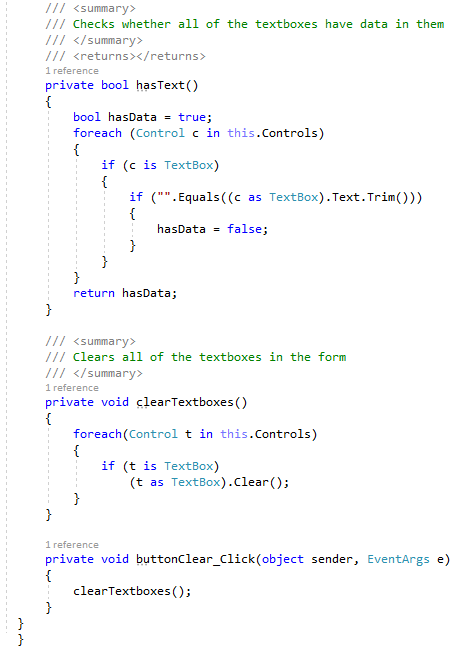 /// <summary>
/// Checks whether all of the textboxes have data in them
/// </summary>
/// <returns></returns>
1 reference
private bool hasText()
{
    bool hasData = true;
    foreach (Control c in this.Controls)
    {
        if (c is TextBox)
        {
            if ("".Equals((c as TextBox).Text.Trim()))
            {
                hasData = false;
            }
        }
    }
    return hasData;
}

/// <summary>
/// Clears all of the textboxes in the form
/// </summary>
1 reference
private void clearTextboxes()
{
    foreach(Control t in this.Controls)
    {
        if (t is TextBox)
            (t as TextBox).Clear();
    }
}

1 reference
private void buttonClear_Click(object sender, EventArgs e)
{
    clearTextboxes();
}
}
}